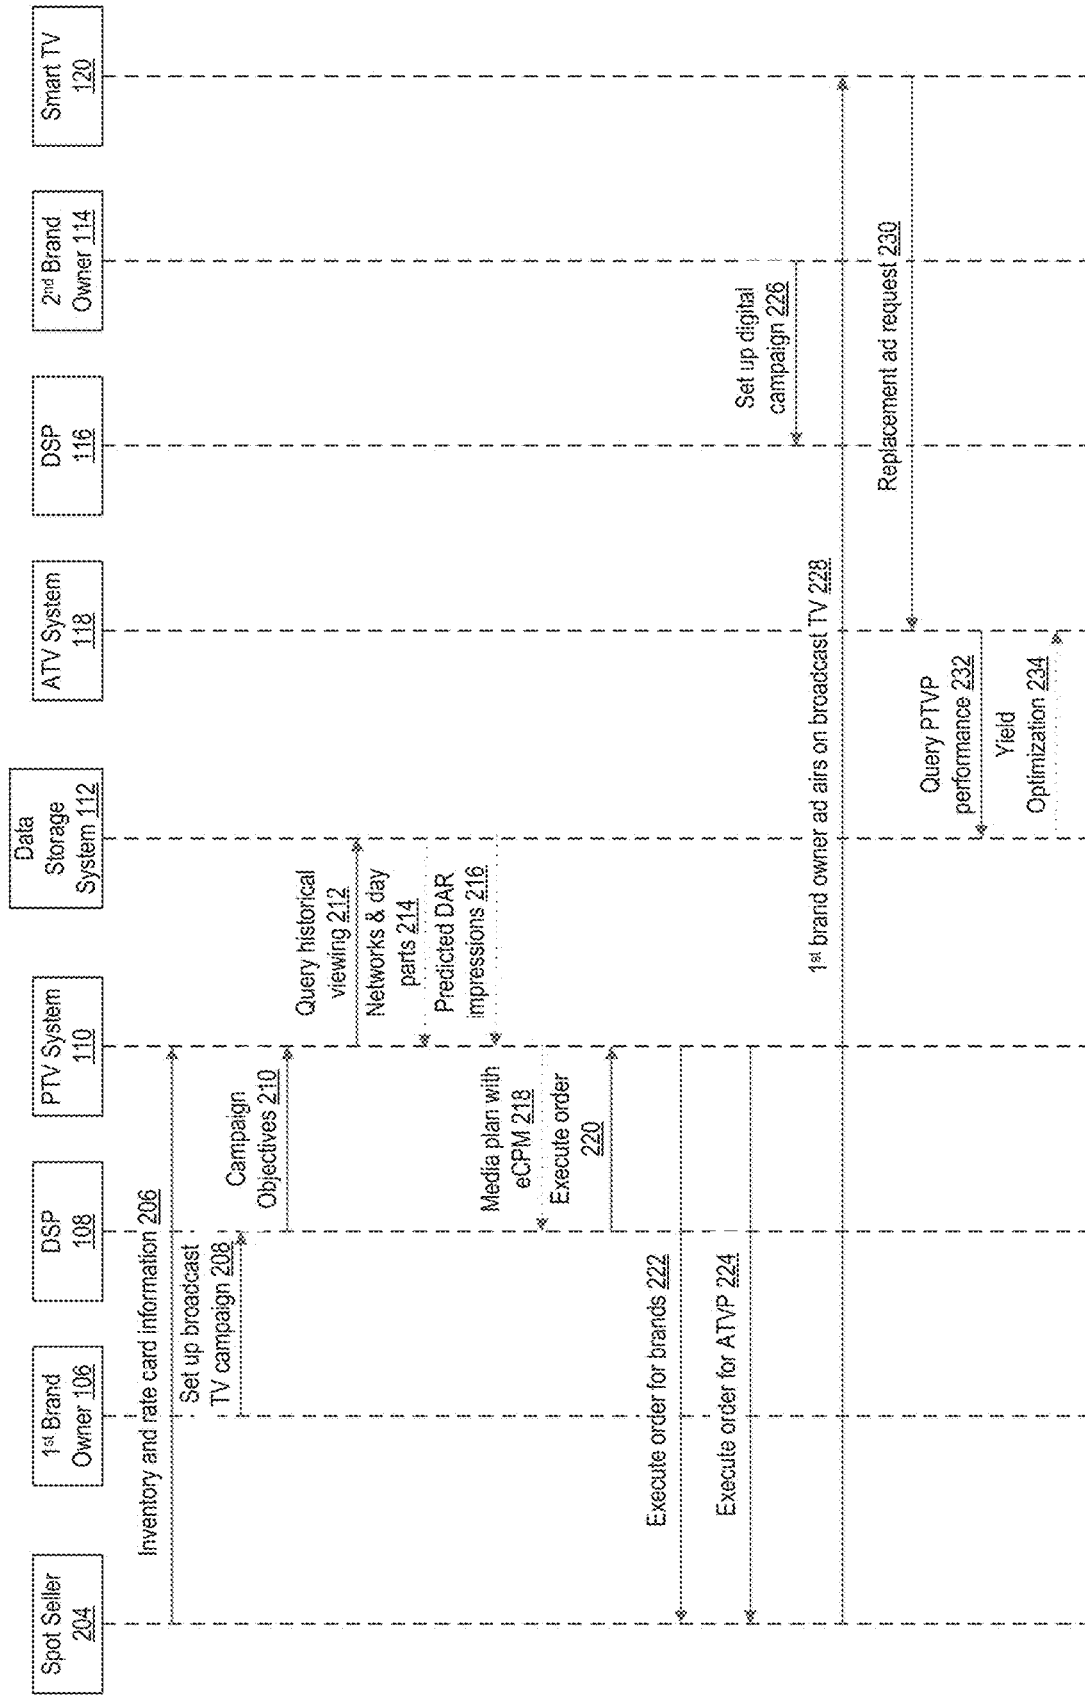 Spot Seller
204
1st Brand
Owner 106
DSP
108
PTV System
110
Data
Storage
System 112
ATV System
118
DSP
116
2nd Brand
Owner 114
Smart TV
120
Inventory and rate card information 206
Set up broadcast
TV campaign 208
Campaign
Objectives 210
Query historical
viewing 212
Networks & day
parts 214
Predicted DAR
impressions 216
Media plan with
eCPM 218
Execute order
220
Execute order for brands 222
Execute order for ATVP 224
Set up digital
campaign 226
1st brand owner ad airs on broadcast TV 228
Replacement ad request 230
Query PTVP
performance 232
Yield
Optimization 234